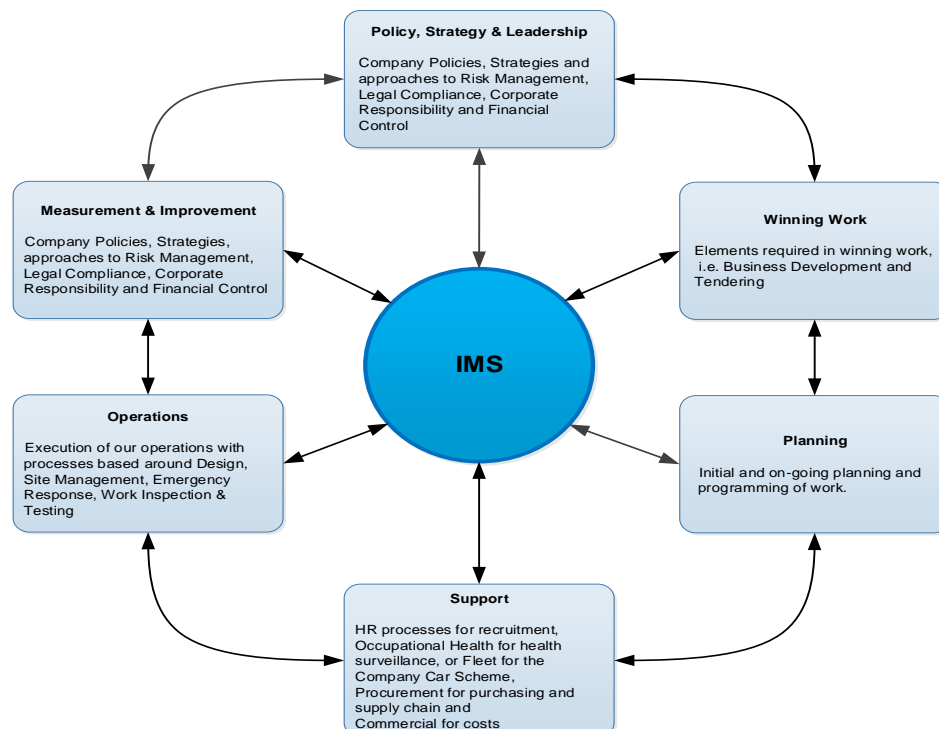 Policy, Strategy & Leadership
Company Policies, Strategies and
approaches to Risk Management,
Legal Compliance, Corporate
Responsibility and Financial
Control
Measurement & Improvement
Company Policies, Strategies,
approaches to Risk Management,
Legal Compliance, Corporate
Responsibility and Financial Control
Winning Work
Elements required in winning work,
i.e. Business Development and
Tendering
IMS
Operations
Execution of our operations with
processes based around Design,
Site Management, Emergency
Response, Work Inspection &
Testing
Planning
Initial and on-going planning and
programming of work.
Support
HR processes for recruitment,
Occupational Health for health
surveillance, or Fleet for the
Company Car Scheme,
Procurement for purchasing and
supply chain and
Commercial for costs